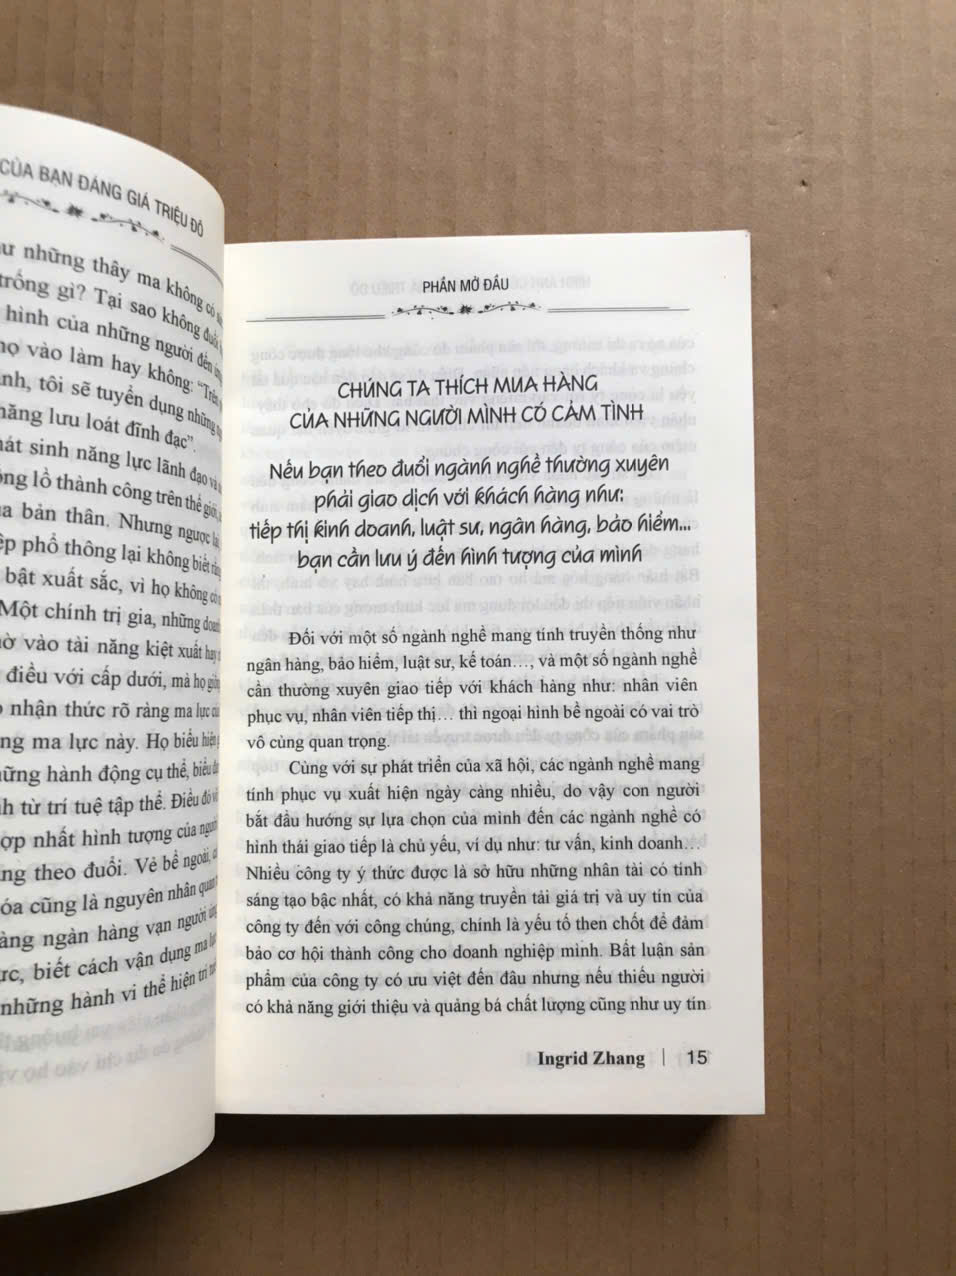 CỦA BẠN ĐÁNG GIÁ TRIỆU ĐÔ
những thây ma không có
trống gì? Tại sao không đuổi
hình của những người đến
vào làm hay không: “Trên
tôi sẽ tuyển dụng những
năng lưu loát đĩnh đạc”.
sinh năng lực lãnh đạo và
lồ thành công trên thế giới,
bản thân. Nhưng ngược lại
phổ thông lại không biết rằng
bật xuất sắc, vì họ không có
Một chính trị gia, những
vào tài năng kiệt xuất hay
điều với cấp dưới, mà họ
nhận thức rõ ràng ma lực
ma lực này. Họ biểu hiện
những hành động cụ thể, biểu
từ trí tuệ tập thể. Điều đó
hợp nhất hình tượng của người
theo đuổi. Vẻ bề ngoài,
cũng là nguyên nhân quan
hàng ngàn hàng vạn người
biết cách vận dụng ma lực
những hành vi thể hiện trí
PHẦN MỞ ĐẦU
CHÚNG TA THÍCH MUA HÀNG
CỦA NHỮNG NGƯỜI MÌNH CÓ CẢM TÌNH
Nếu bạn theo đuổi ngành nghề thường xuyên
phải giao dịch với khách hàng như:
tiếp thị kinh doanh, luật sư, ngân hàng, bảo hiểm...
bạn cần lưu ý đến hình tượng của mình
Đối với một số ngành nghề mang tính truyền thống như
ngân hàng, bảo hiểm, luật sư, kế toán…, và một số ngành nghề
cần thường xuyên giao tiếp với khách hàng như: nhân viên
phục vụ, nhân viên tiếp thị… thì ngoại hình bề ngoài có vai trò
vô cùng quan trọng.
Cùng với sự phát triển của xã hội, các ngành nghề mang
tính phục vụ xuất hiện ngày càng nhiều, do vậy con người
bắt đầu hướng sự lựa chọn của mình đến các ngành nghề có
hình thái giao tiếp là chủ yếu, ví dụ như: tư vấn, kinh doanh…
Nhiều công ty ý thức được là sở hữu những nhân tài có tính
sáng tạo bậc nhất, có khả năng truyền tải giá trị và uy tín của
công ty đến với công chúng, chính là yếu tố then chốt để đảm
bảo cơ hội thành công cho doanh nghiệp mình. Bất luận sản
phẩm của công ty có ưu việt đến đâu nhưng nếu thiếu người
có khả năng giới thiệu và quảng bá chất lượng cũng như uy tín
Ingrid Zhang | 15